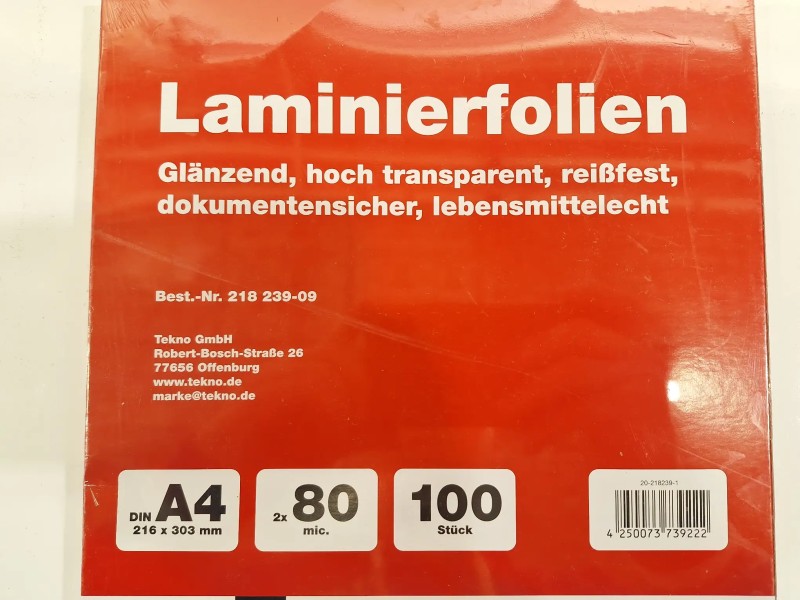 Laminierfolien
Glänzend, hoch transparent, reißfest,
dokumentensicher, lebensmittelecht
Best.-Nr. 218 239-09
Tekno GmbH
Robert-Bosch-Straße 26
77656 Offenburg
www.tekno.de
marke@tekno.de
DIN A4
216 x 303 mm
2x 80
mic.
100
Stück
20-218239-1
4 250073 739222